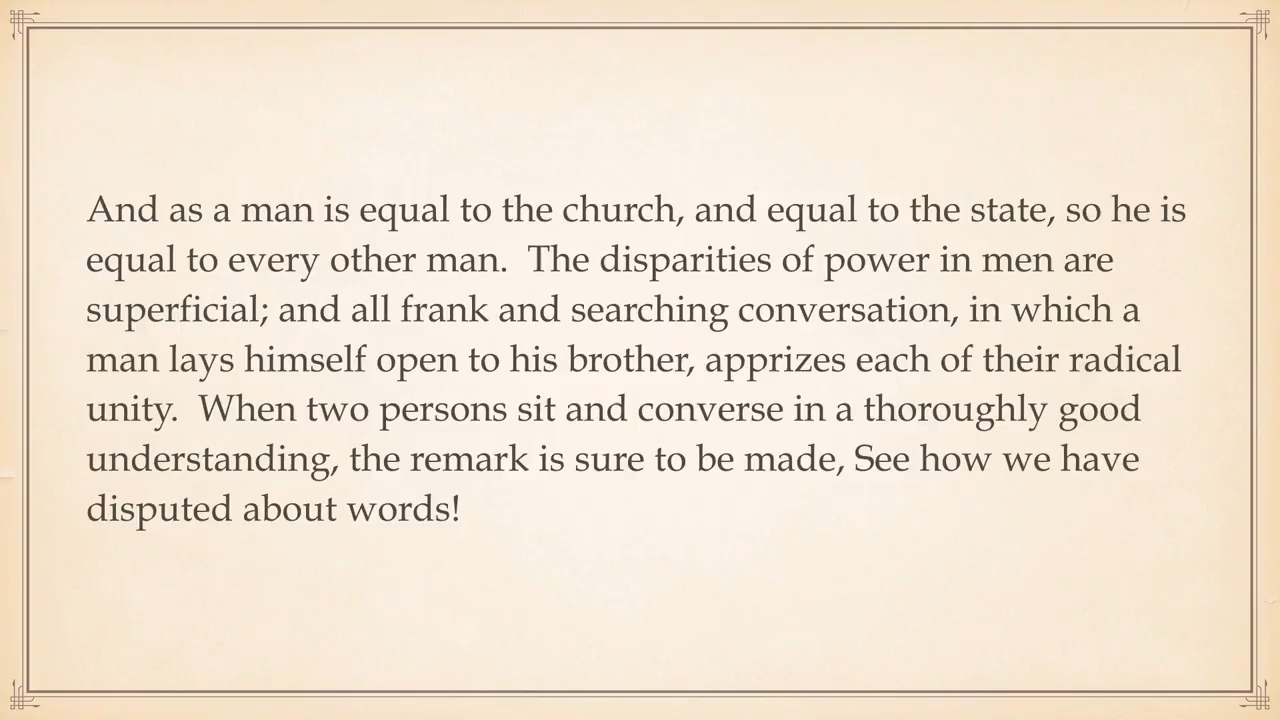 And as a man is equal to the church, and equal to the state, so he is
equal to every other man.  The disparities of power in men are
superficial; and all frank and searching conversation, in which a
man lays himself open to his brother, apprizes each of their radical
unity.  When two persons sit and converse in a thoroughly good
understanding, the remark is sure to be made, See how we have
disputed about words!